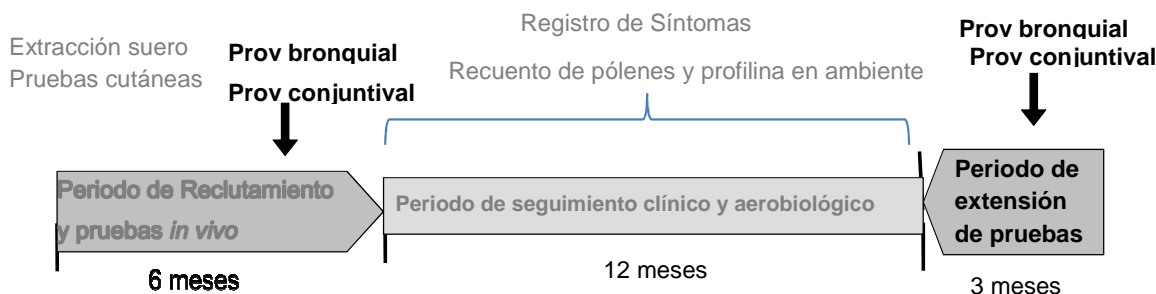 Extracción suero
Pruebas cutáneas
Prov bronquial
Prov conjuntival
Registro de Síntomas
Recuento de pólenes y profilina en ambiente
Prov bronquial
Prov conjuntival
Periodo de Reclutamiento
y pruebas in vivo
Periodo de seguimiento clínico y aerobiológico
Periodo de
extensión
de pruebas
6 meses
12 meses
3 meses